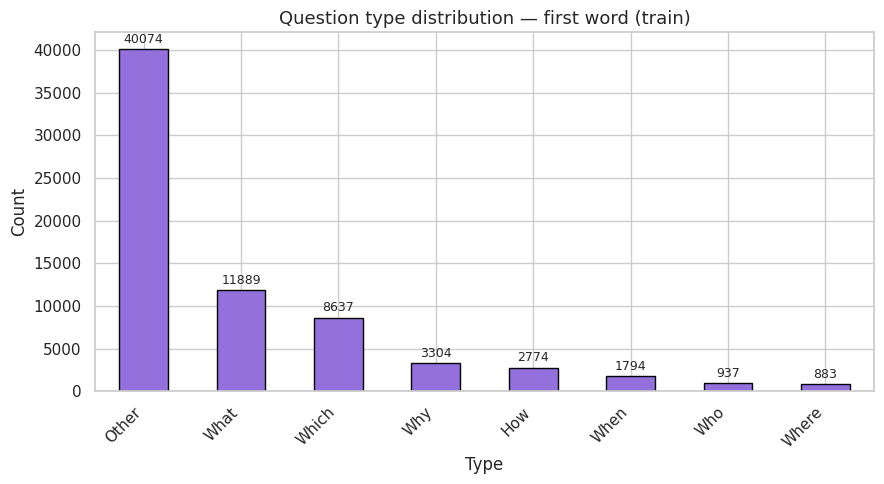 Question type distribution — first word (train)
40074
40000
35000
30000
25000
20000
15000
10000
5000
0
Count
11889
8637
3304
2774
1794
937
883
Other
What
Which
Why
How
When
Who
Where
Type